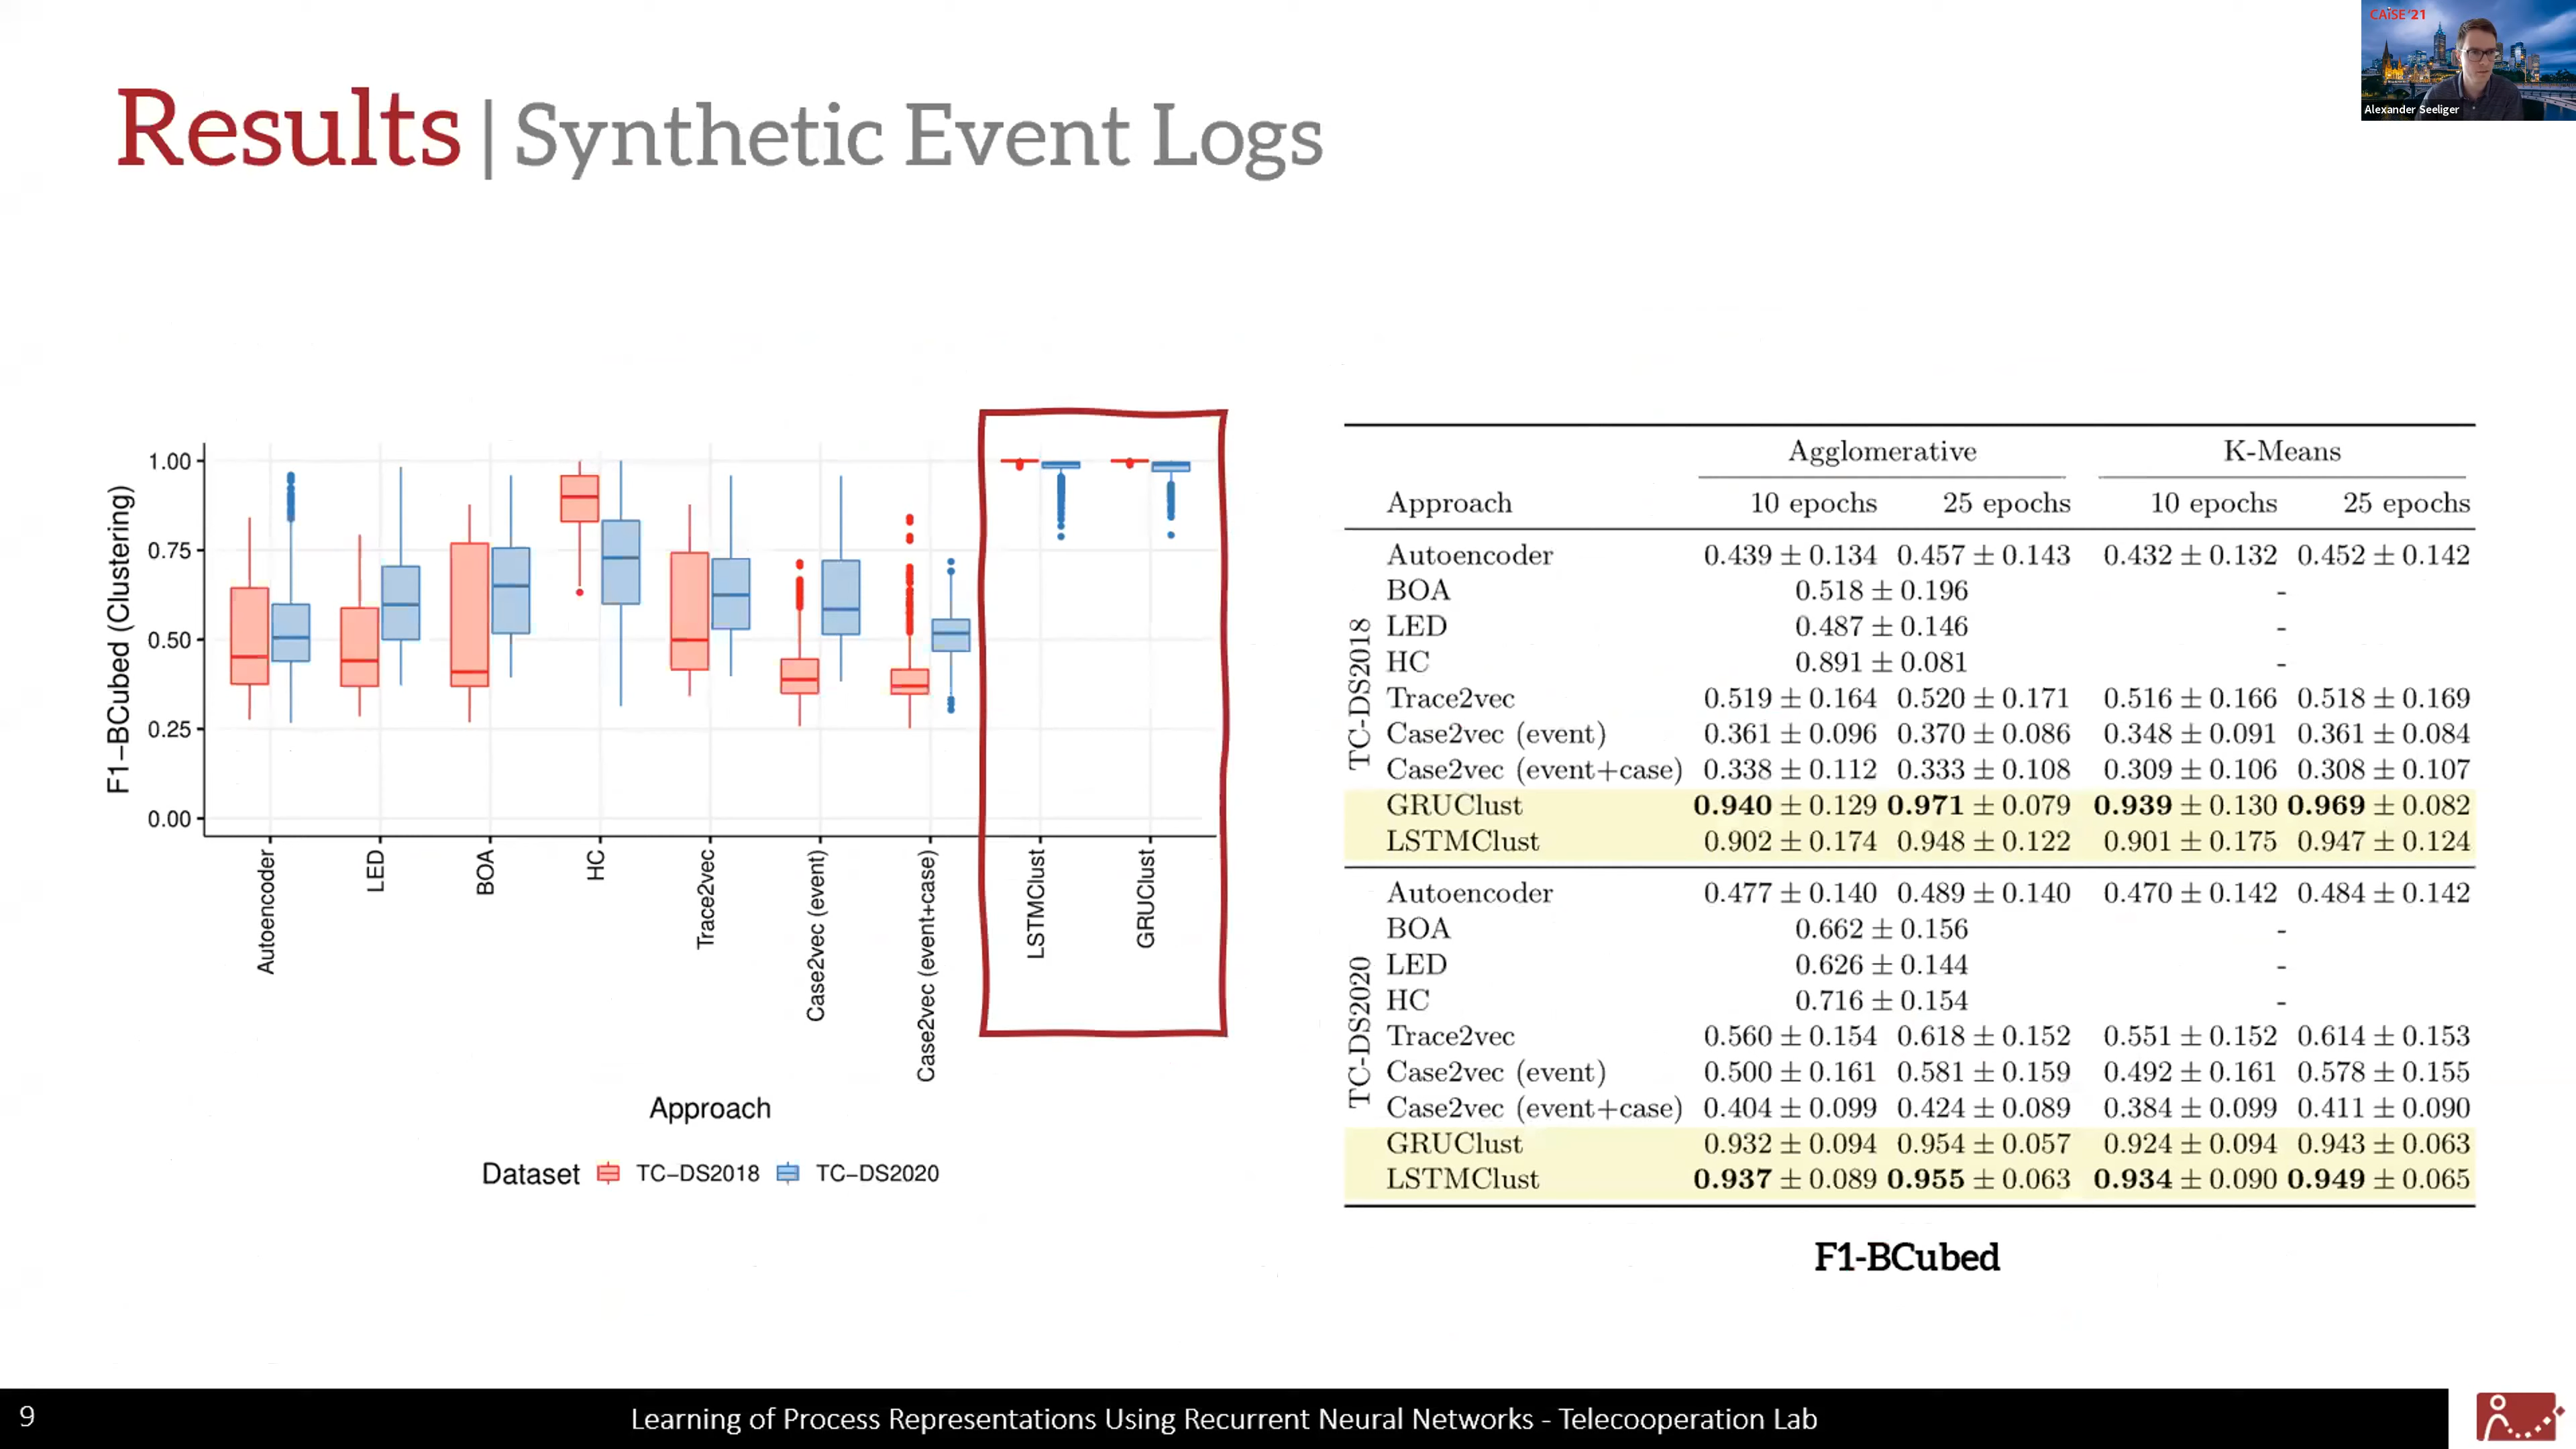 CAiSE'21
Alexander Seeliger
Results | Synthetic Event Logs
F1-BCubed (Clustering)
1.00
0.75
0.50
0.25
0.00
Autoencoder
LED
BOA
HC
Trace2vec
Case2vec (event)
Case2vec (event+case)
LSTMClust
GRUClust
Approach
Dataset TC-DS2018 TC-DS2020
Agglomerative K-Means
Approach 10 epochs 25 epochs 10 epochs 25 epochs
TC-DS2018
Autoencoder 0.439 ± 0.134 0.457 ± 0.143 0.432 ± 0.132 0.452 ± 0.142
BOA 0.518 ± 0.196 -
LED 0.487 ± 0.146 -
HC 0.891 ± 0.081 -
Trace2vec 0.519 ± 0.164 0.520 ± 0.171 0.516 ± 0.166 0.518 ± 0.169
Case2vec (event) 0.361 ± 0.096 0.370 ± 0.086 0.348 ± 0.091 0.361 ± 0.084
Case2vec (event+case) 0.338 ± 0.112 0.333 ± 0.108 0.309 ± 0.106 0.308 ± 0.107
GRUClust 0.940 ± 0.129 0.971 ± 0.079 0.939 ± 0.130 0.969 ± 0.082
LSTMClust 0.902 ± 0.174 0.948 ± 0.122 0.901 ± 0.175 0.947 ± 0.124
TC-DS2020
Autoencoder 0.477 ± 0.140 0.489 ± 0.140 0.470 ± 0.142 0.484 ± 0.142
BOA 0.662 ± 0.156 -
LED 0.626 ± 0.144 -
HC 0.716 ± 0.154 -
Trace2vec 0.560 ± 0.154 0.618 ± 0.152 0.551 ± 0.152 0.614 ± 0.153
Case2vec (event) 0.500 ± 0.161 0.581 ± 0.159 0.492 ± 0.161 0.578 ± 0.155
Case2vec (event+case) 0.404 ± 0.099 0.424 ± 0.089 0.384 ± 0.099 0.411 ± 0.090
GRUClust 0.932 ± 0.094 0.954 ± 0.057 0.924 ± 0.094 0.943 ± 0.063
LSTMClust 0.937 ± 0.089 0.955 ± 0.063 0.934 ± 0.090 0.949 ± 0.065
F1-BCubed
9
Learning of Process Representations Using Recurrent Neural Networks - Telecooperation Lab